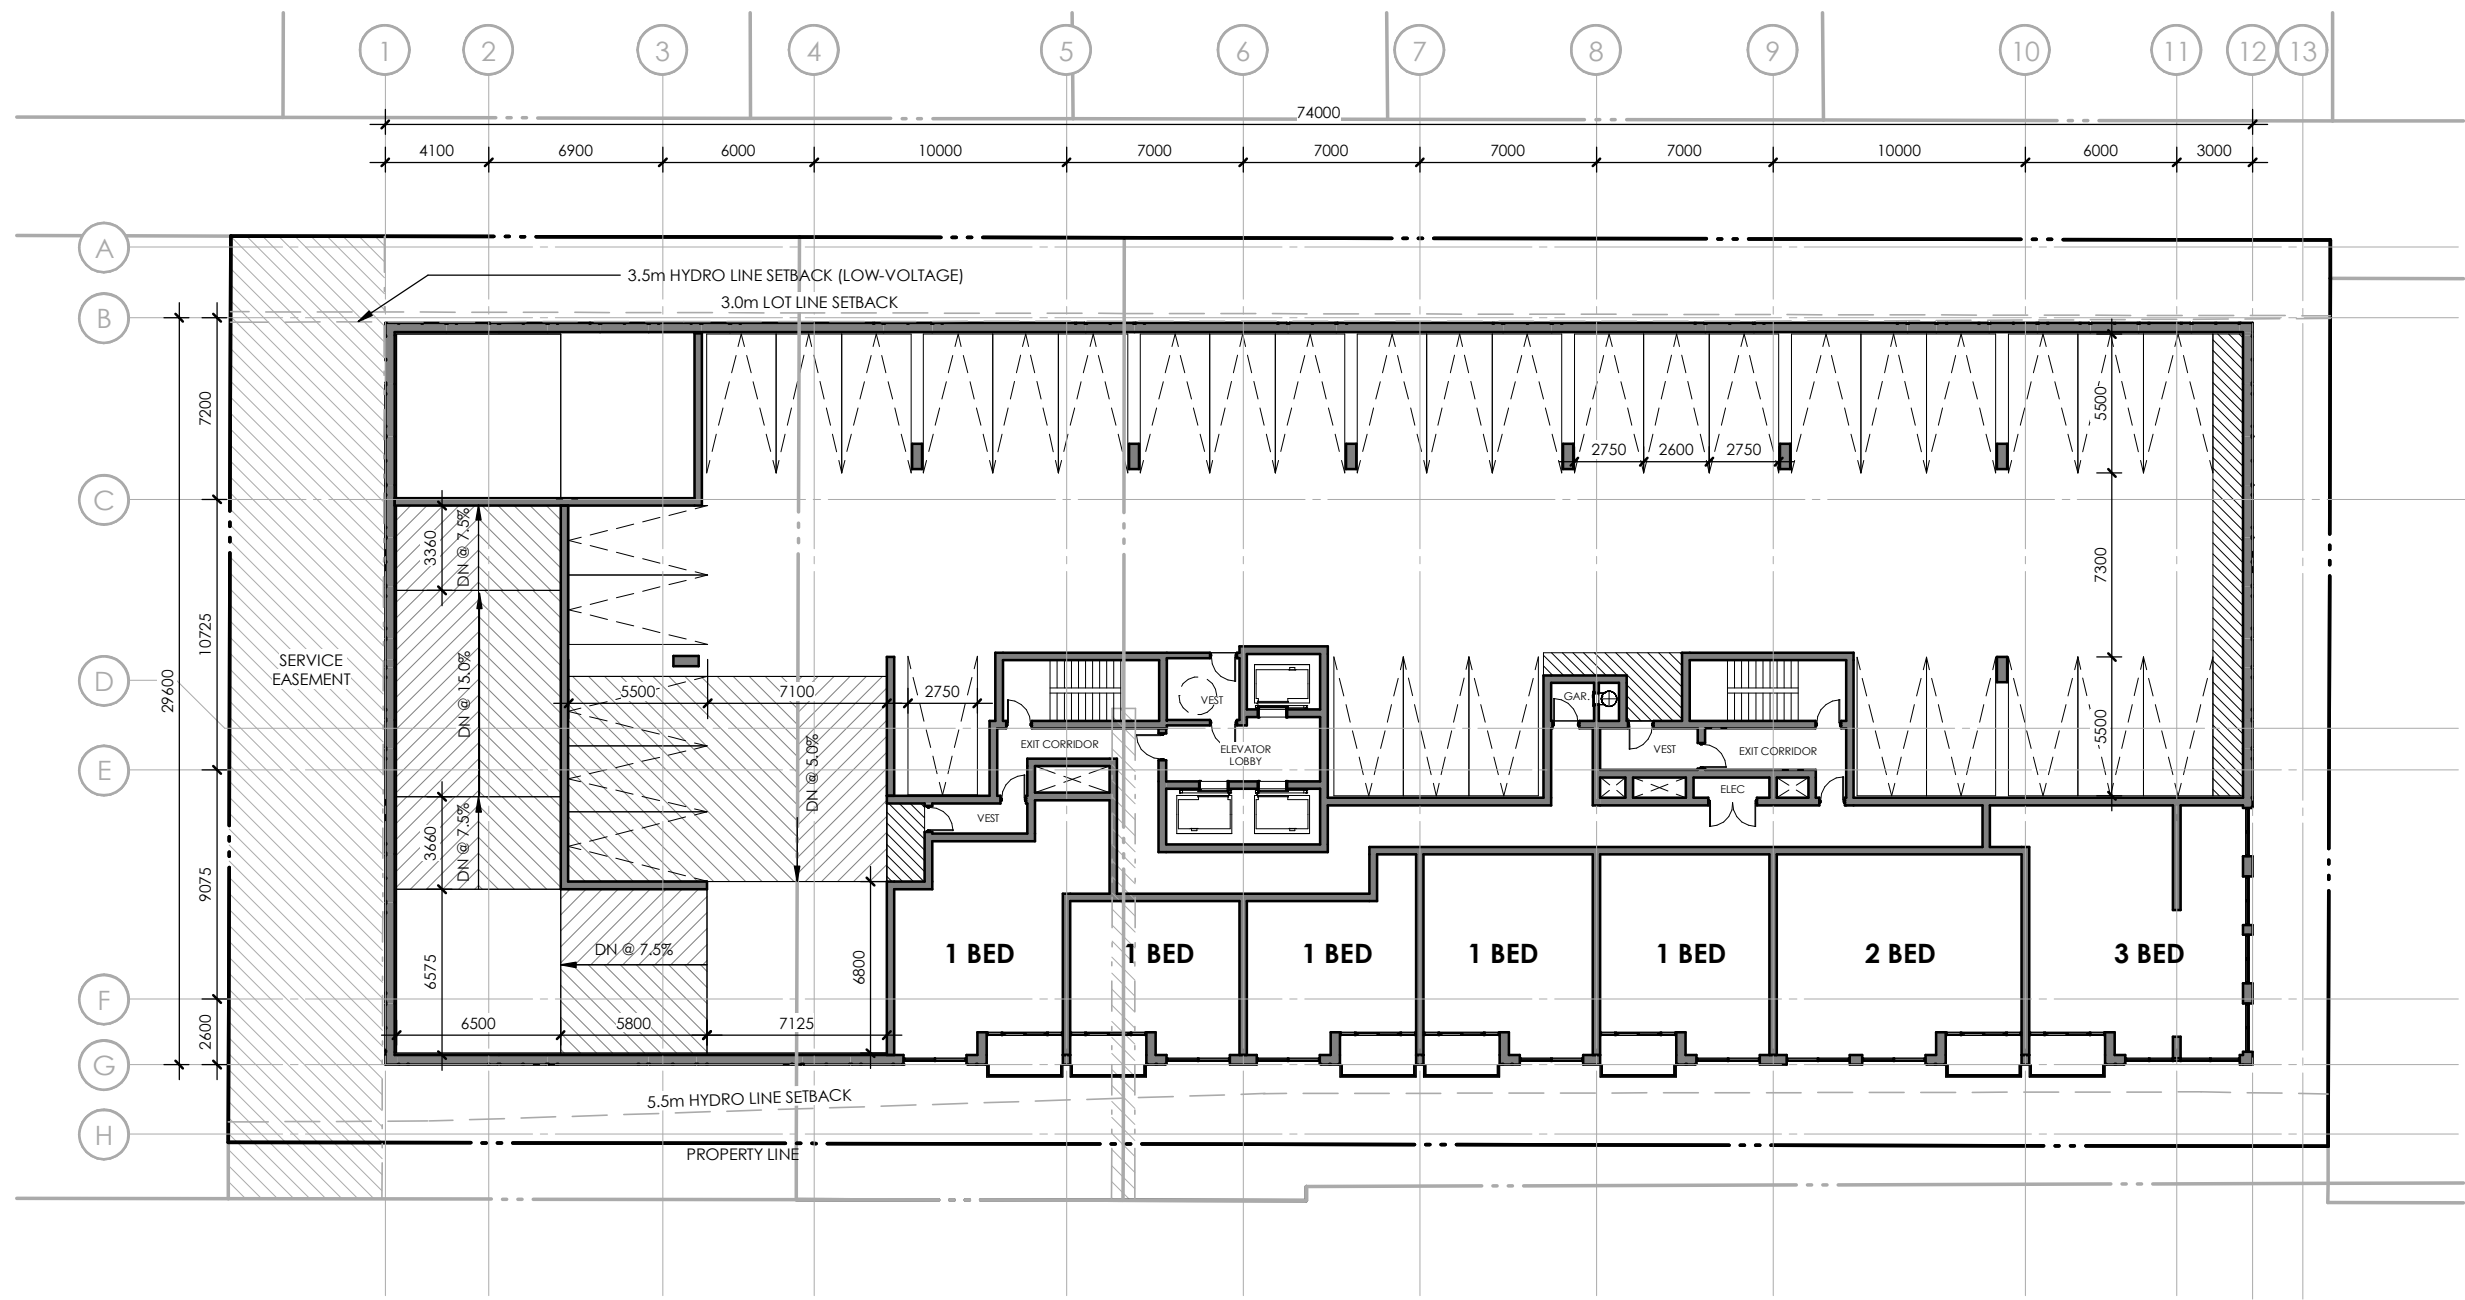 1 2 3 4 5 6 7 8 9 10 11 12 13
74000
4100 6900 6000 10000 7000 7000 7000 7000 10000 6000 3000
A
3.5m HYDRO LINE SETBACK (LOW-VOLTAGE)
3.0m LOT LINE SETBACK
B
7200
5500
2750 2600 2750
C
3360
DN @ 7.5%
7300
10725
SERVICE
EASEMENT
29600
D
DN @ 15.0%
5500 7100 2750
VEST
GAR.
5500
DN @ 5.0%
EXIT CORRIDOR
ELEVATOR
LOBBY
VEST
EXIT CORRIDOR
E
ELEC
3660
DN @ 7.5%
VEST
9075
6575
DN @ 7.5%
6800
1 BED 1 BED 1 BED 1 BED 1 BED 2 BED 3 BED
F
2600
6500 5800 7125
G
5.5m HYDRO LINE SETBACK
H
PROPERTY LINE